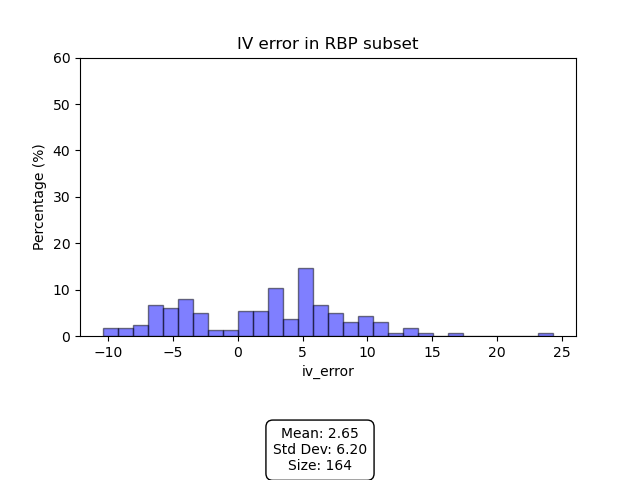 IV error in RBP subset
60
50
40
30
20
10
0
Percentage (%)
−10 −5 0 5 10 15 20 25
iv_error
Mean: 2.65
Std Dev: 6.20
Size: 164